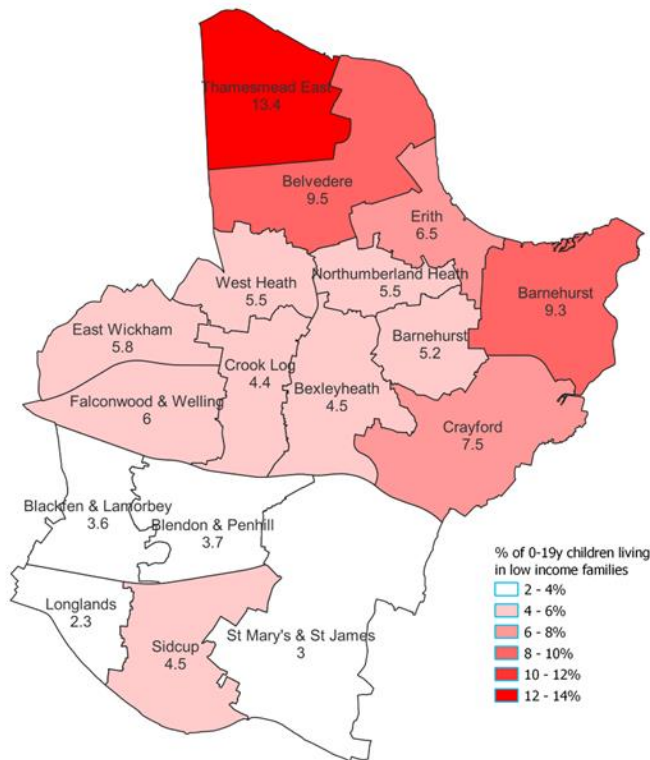 Thamesmead East
13.4
Belvedere
9.5
Erith
6.5
West Heath
5.5
Northumberland Heath
5.5
Barnehurst
9.3
East Wickham
5.8
Crook Log
4.4
Barnehurst
5.2
Bexleyheath
4.5
Falconwood & Welling
6
Crayford
7.5
Blackfen & Lamorbey
3.6
Blendon & Penhill
3.7
Longlands
2.3
Sidcup
4.5
St Mary's & St James
3
% of 0-19y children living
in low income families
2 - 4%
4 - 6%
6 - 8%
8 - 10%
10 - 12%
12 - 14%